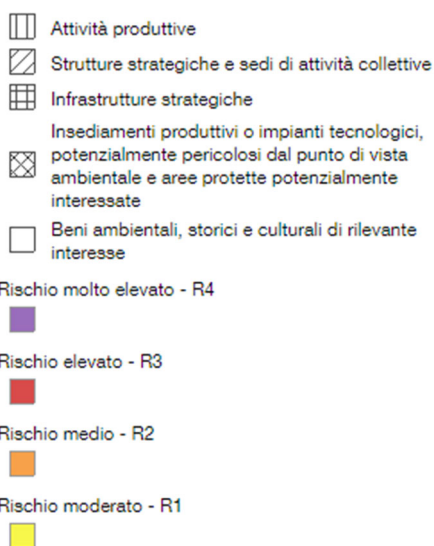 Attività produttive
Strutture strategiche e sedi di attività collettive
Infrastrutture strategiche
Insediamenti produttivi o impianti tecnologici,
potenzialmente pericolosi dal punto di vista
ambientale e aree protette potenzialmente
interessate
Beni ambientali, storici e culturali di rilevante
interesse
Rischio molto elevato - R4
Rischio elevato - R3
Rischio medio - R2
Rischio moderato - R1